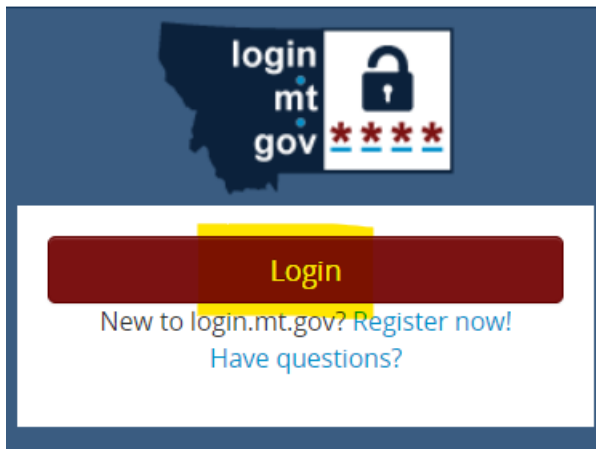 login
mt
gov ****
Login
New to login.mt.gov? Register now!
Have questions?